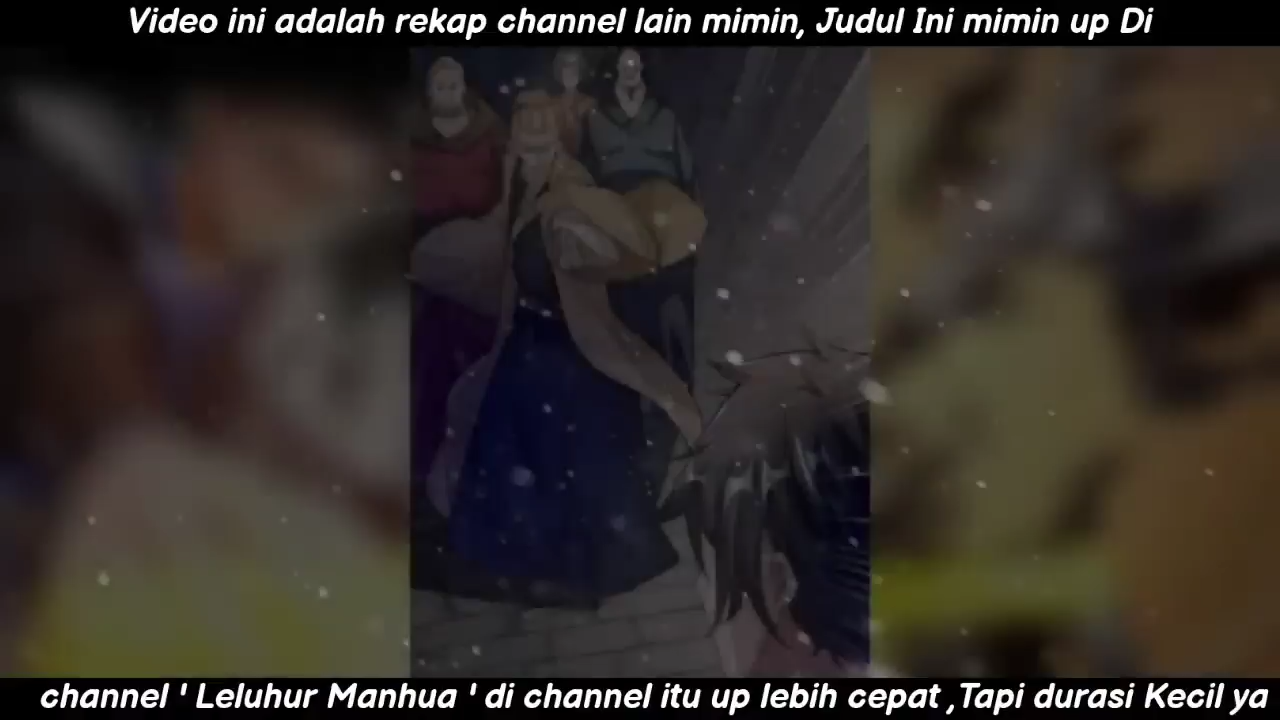 Video ini adalah rekap channel lain mimin, Judul Ini mimin up Di
channel ' Leluhur Manhua ' di channel itu up lebih cepat ,Tapi durasi Kecil ya